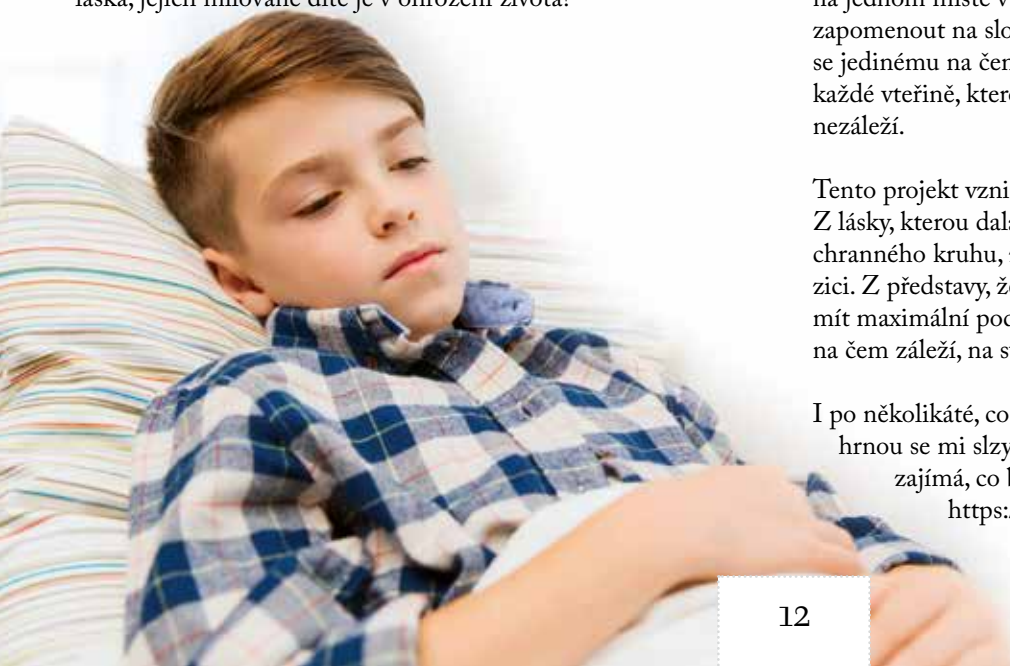 láska, jejich milované dítě je v ohrožení života?
na jednom místě v
zapomenout na slo
se jedinému na čem
každé vteřině, které
nezáleží.
Tento projekt vzni
Z lásky, kterou dala
chranného kruhu,
zici. Z představy, že
mít maximální pod
na čem záleží, na s
I po několikáté, co
hrnou se mi slzy
zajímá, co b
https:
12